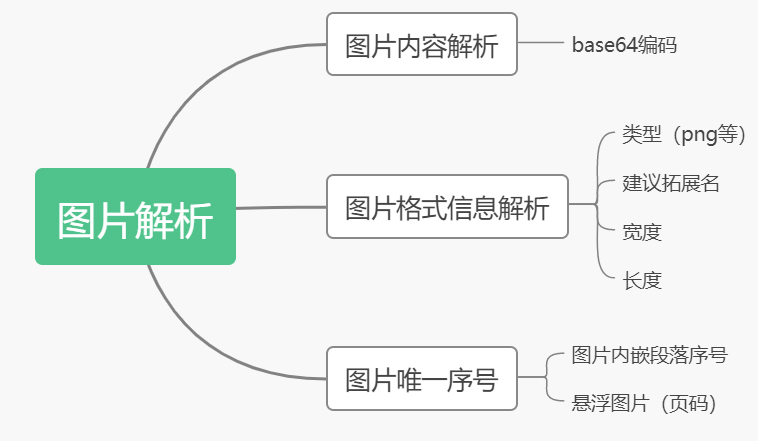 图片解析
图片内容解析
base64编码
图片格式信息解析
类型（png等）
建议拓展名
宽度
长度
图片唯一序号
图片内嵌段落序号
悬浮图片（页码）